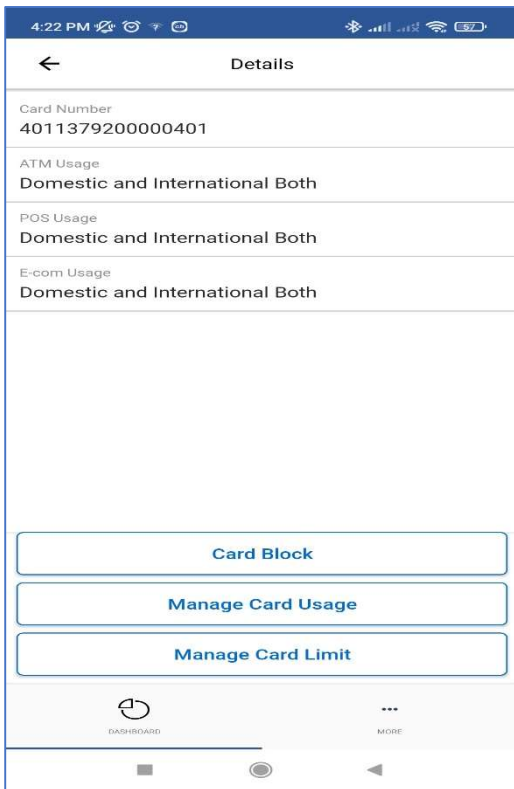 4:22 PM
57
Details
Card Number
4011379200000401
ATM Usage
Domestic and International Both
POS Usage
Domestic and International Both
E-com Usage
Domestic and International Both
Card Block
Manage Card Usage
Manage Card Limit
DASHBOARD
MORE